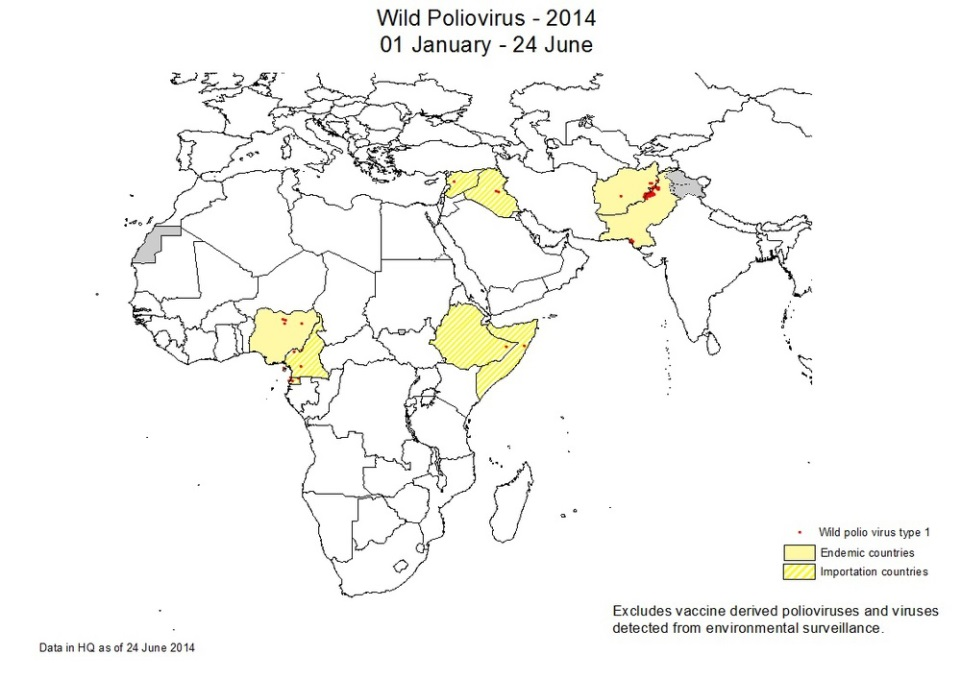 Wild Poliovirus - 2014
01 January - 24 June
Wild polio virus type 1
Endemic countries
Importation countries
Excludes vaccine derived polioviruses and viruses
detected from environmental surveillance.
Data in HQ as of 24 June 2014